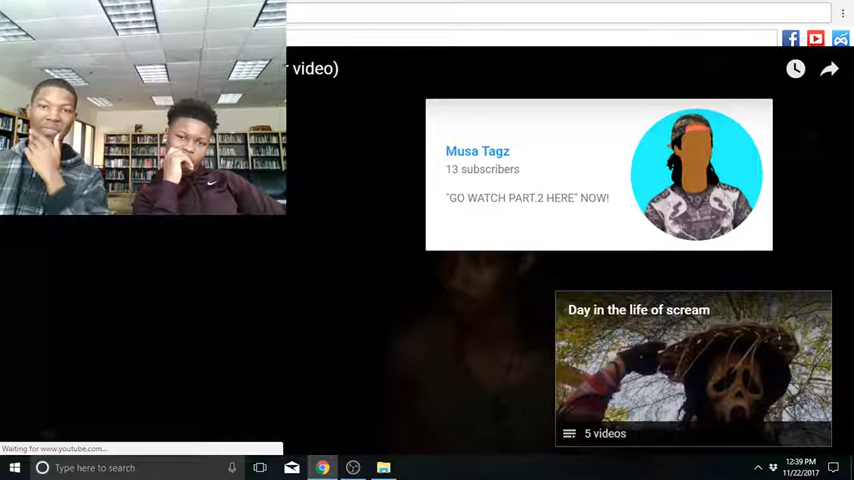 r video)
Musa Tagz
13 subscribers
"GO WATCH PART.2 HERE" NOW!
Day in the life of scream
5 videos
Waiting for www.youtube.com...
Type here to search
12:39 PM
11/22/2017